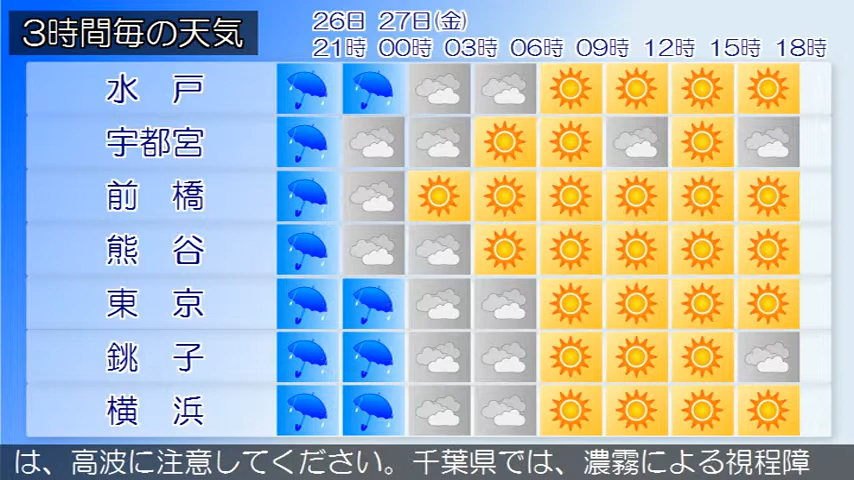 3時間毎の天気
26日 27日(金)
21時 00時 03時 06時 09時 12時 15時 18時
水戸
宇都宮
前橋
熊谷
東京
銚子
横浜
は、高波に注意してください。千葉県では、濃霧による視程障